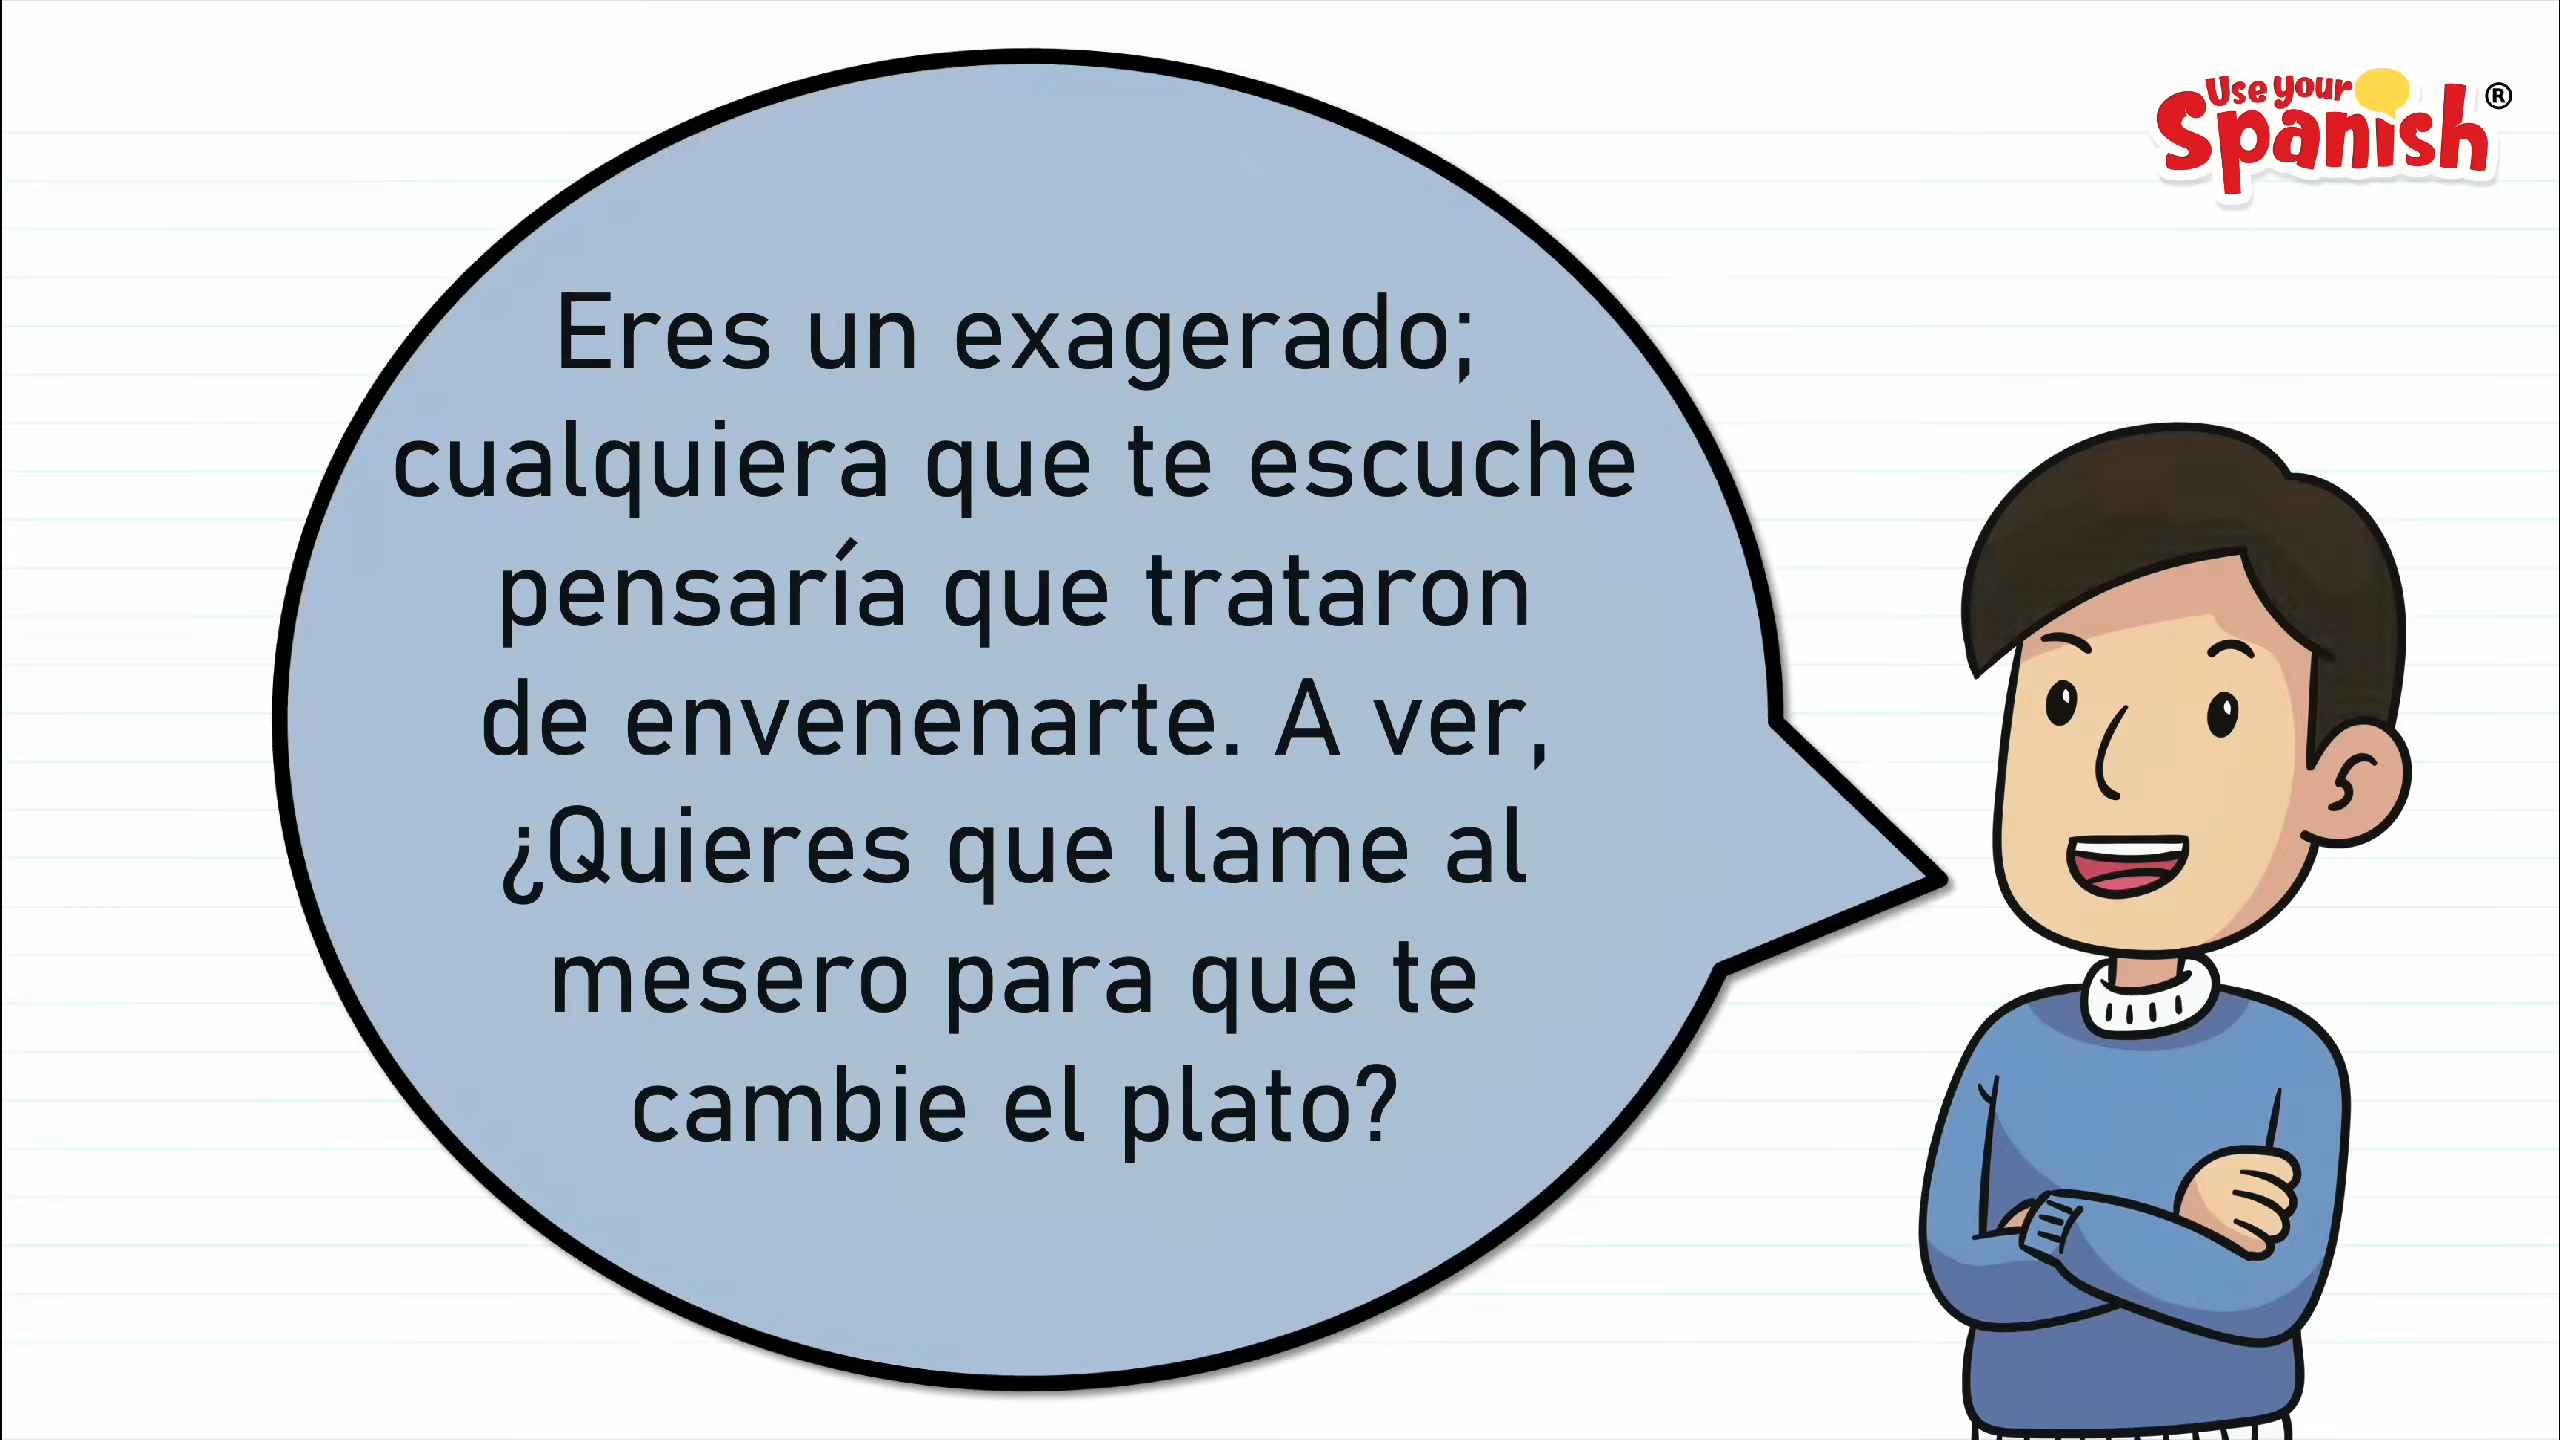 Use your
Spanish®
Eres un exagerado;
cualquiera que te escuche
pensaría que trataron
de envenenarte. A ver,
¿Quieres que llame al
mesero para que te
cambie el plato?